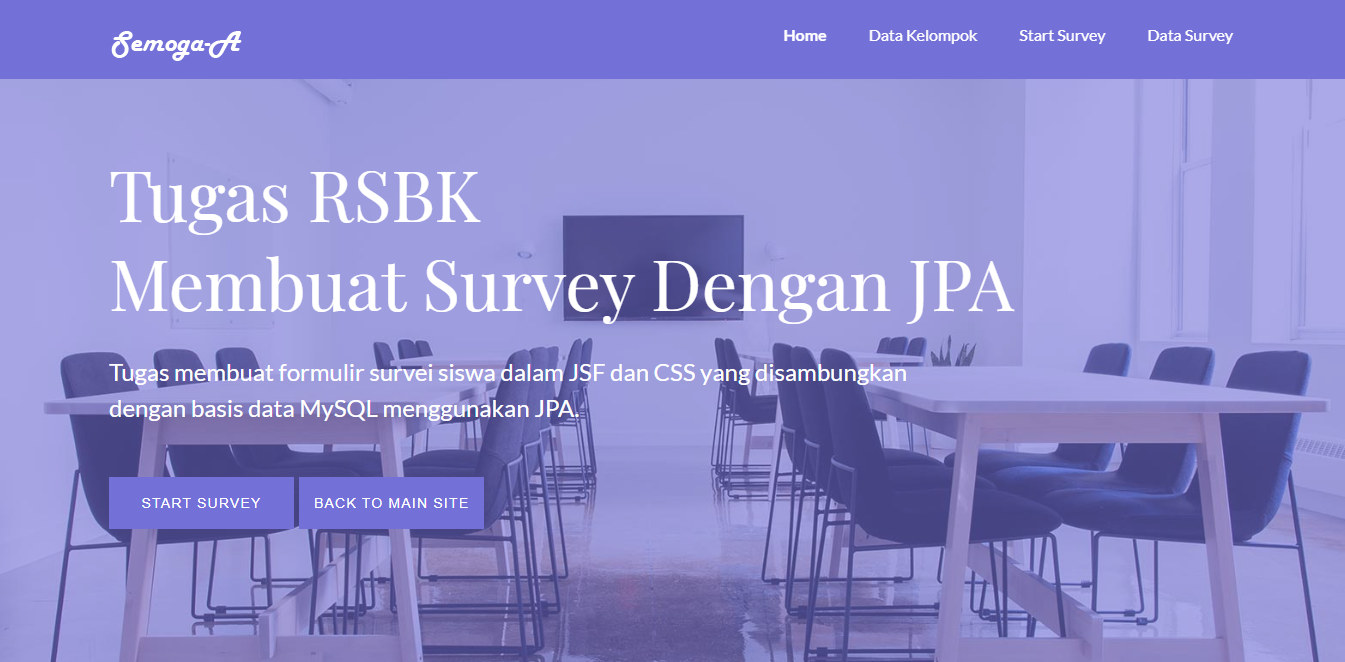 Semoga-A
Home
Data Kelompok
Start Survey
Data Survey
Tugas RSBK
Membuat Survey Dengan JPA
Tugas membuat formulir survei siswa dalam JSF dan CSS yang disambungkan
dengan basis data MySQL menggunakan JPA.
START SURVEY
BACK TO MAIN SITE